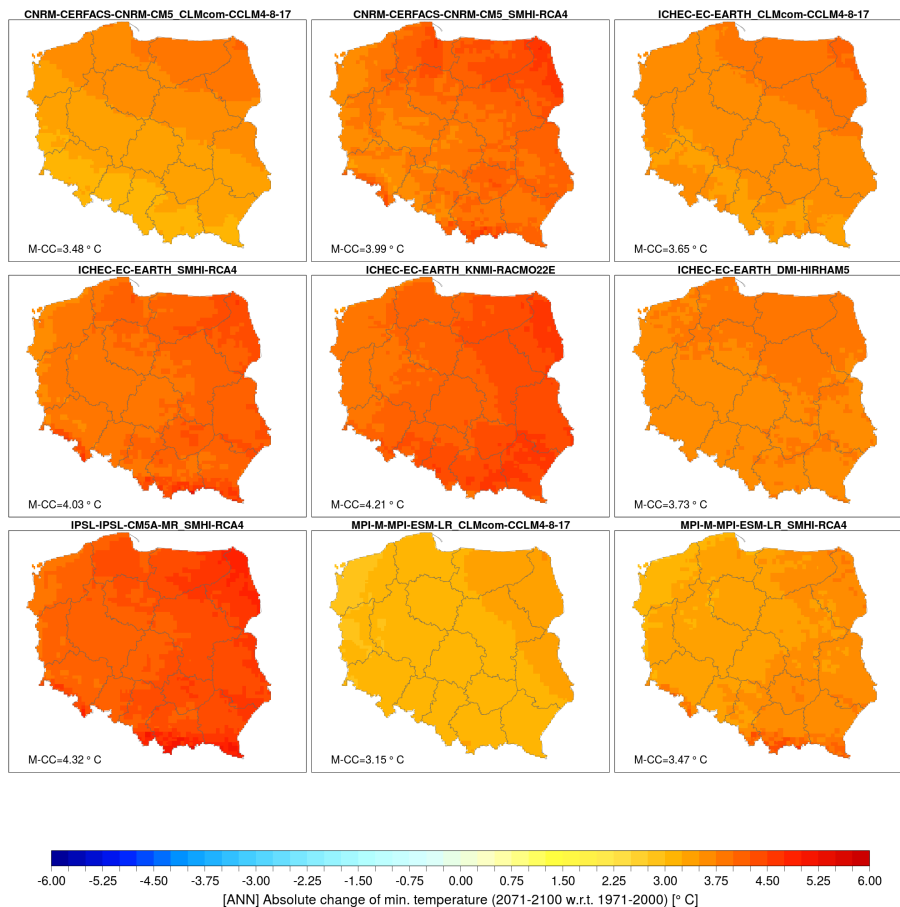 CNRM-CERFACS-CNRM-CM5_CLMcom-CCLM4-8-17
CNRM-CERFACS-CNRM-CM5_SMHI-RCA4
ICHEC-EC-EARTH_CLMcom-CCLM4-8-17
M-CC=3.48 ° C
M-CC=3.99 ° C
M-CC=3.65 ° C
ICHEC-EC-EARTH_SMHI-RCA4
ICHEC-EC-EARTH_KNMI-RACMO22E
ICHEC-EC-EARTH_DMI-HIRHAM5
M-CC=4.03 ° C
M-CC=4.21 ° C
M-CC=3.73 ° C
IPSL-IPSL-CM5A-MR_SMHI-RCA4
MPI-M-MPI-ESM-LR_CLMcom-CCLM4-8-17
MPI-M-MPI-ESM-LR_SMHI-RCA4
M-CC=4.32 ° C
M-CC=3.15 ° C
M-CC=3.47 ° C
-6.00 -5.25 -4.50 -3.75 -3.00 -2.25 -1.50 -0.75 0.00 0.75 1.50 2.25 3.00 3.75 4.50 5.25 6.00
[ANN] Absolute change of min. temperature (2071-2100 w.r.t. 1971-2000) [° C]